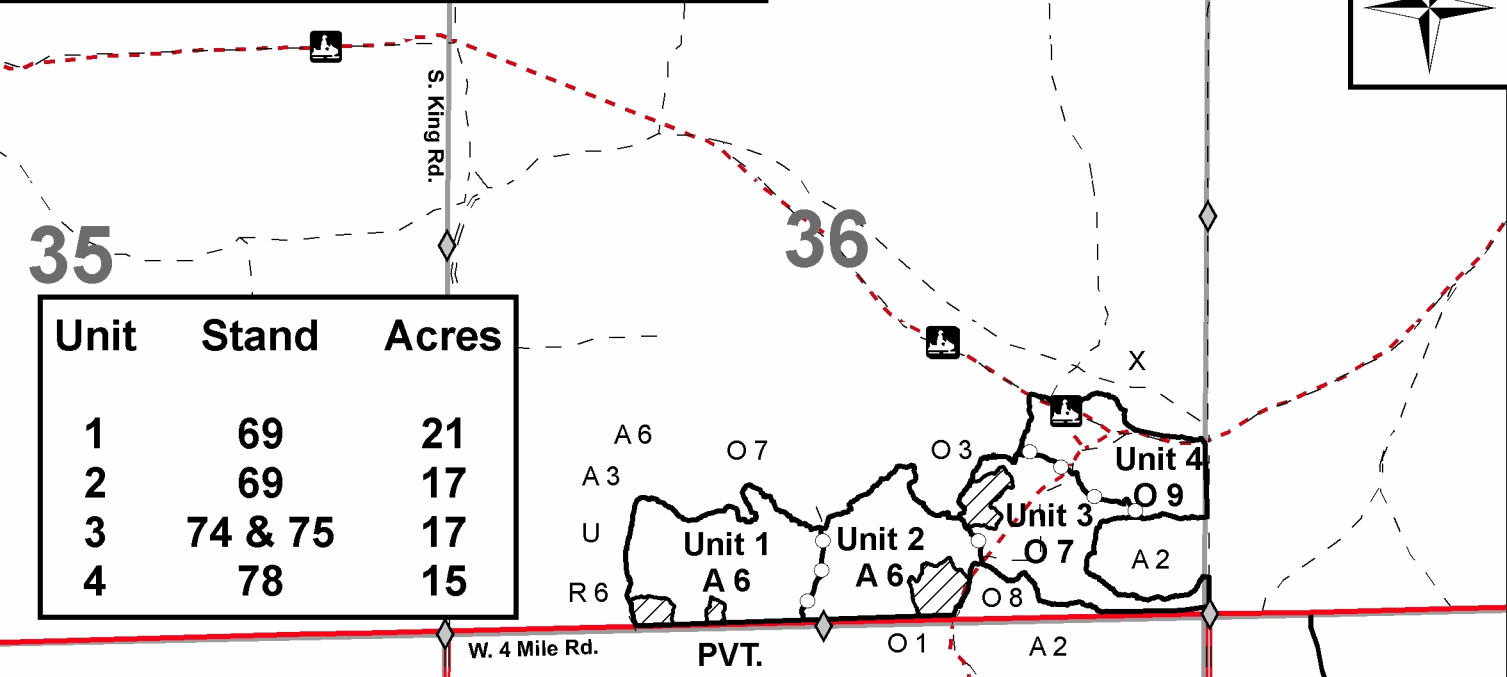 S. King Rd.
35
36
Unit Stand Acres
1 69 21
2 69 17
3 74 & 75 17
4 78 15
X
A 6
O 7
O 3
A 3
Unit 4
O 9
U
Unit 1
A 6
Unit 2
A 6
Unit 3
O 7
A 2
R 6
O 8
W. 4 Mile Rd.
PVT.
O 1
A 2